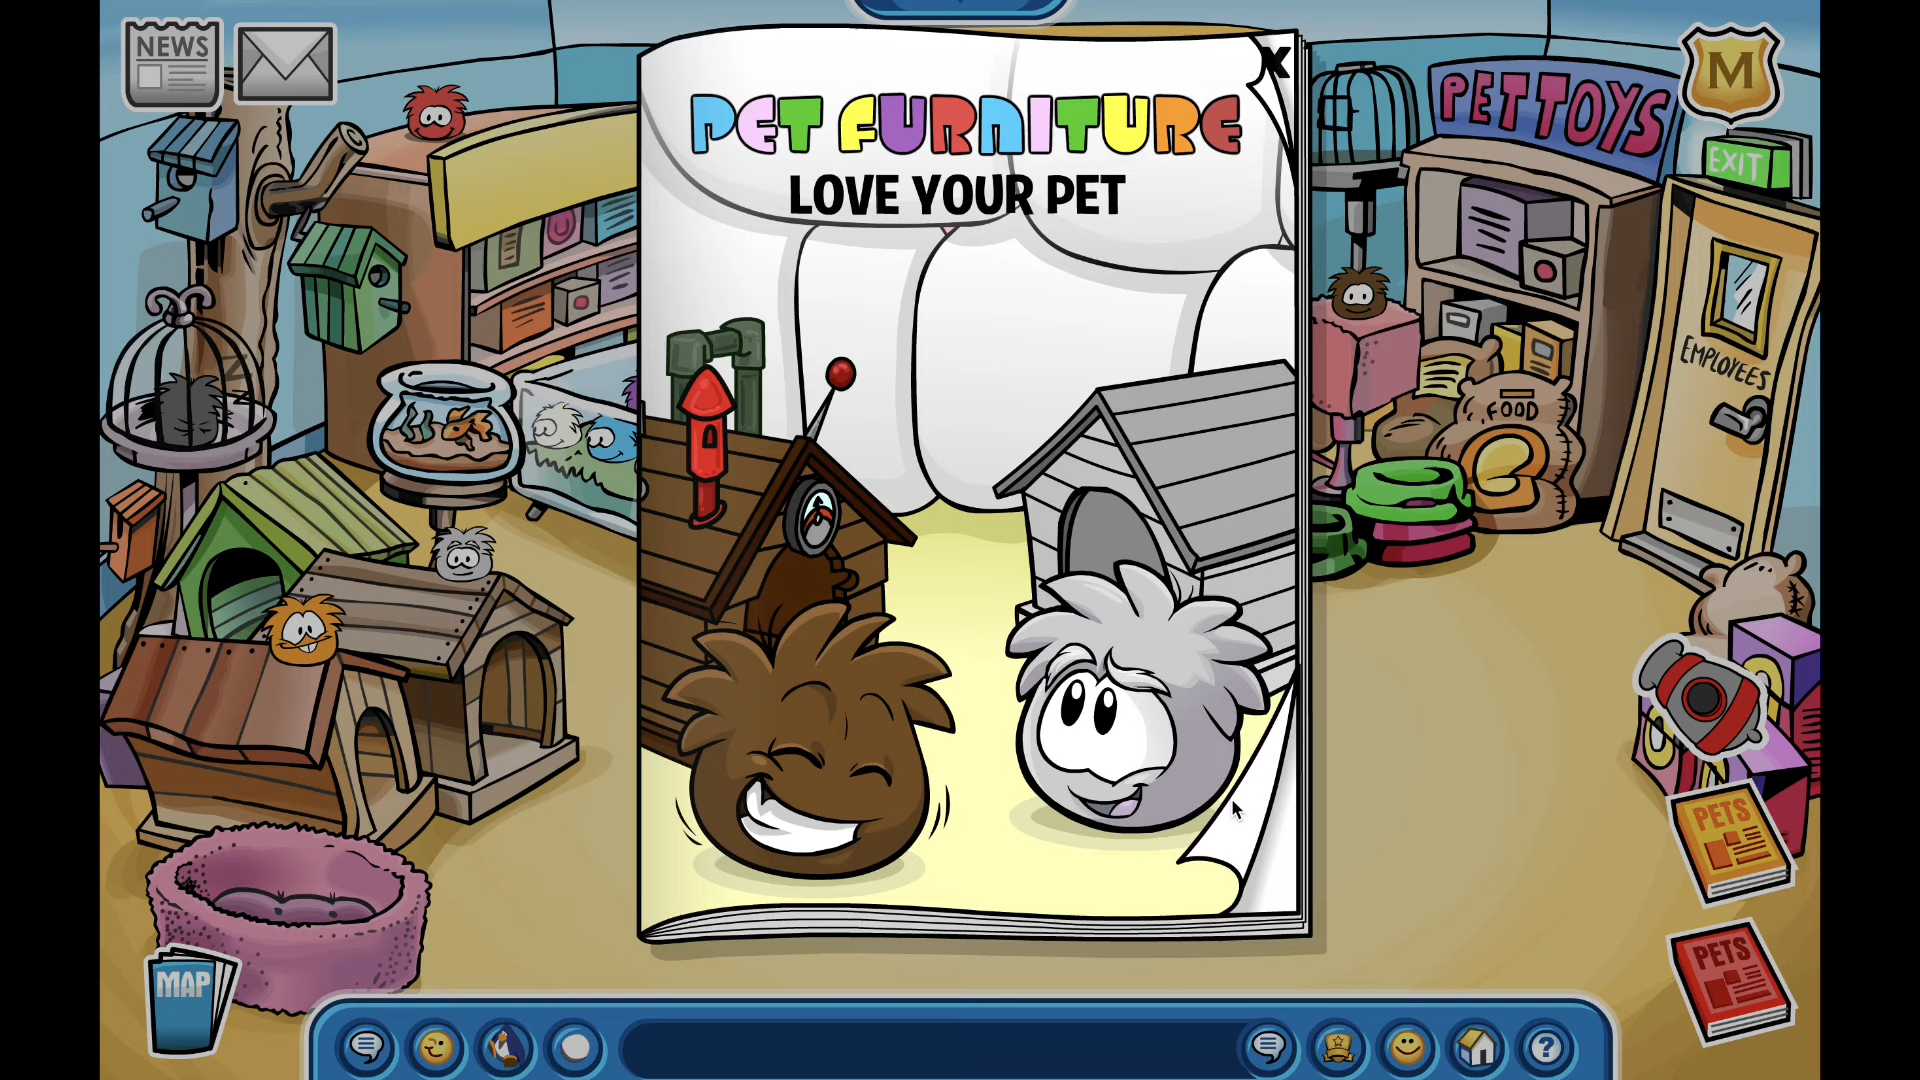 NEWS
M
PET FURNITURE
LOVE YOUR PET
X
PET TOYS
EXIT
EMPLOYEES
FOOD
Z
Z
PETS
PETS
MAP
?